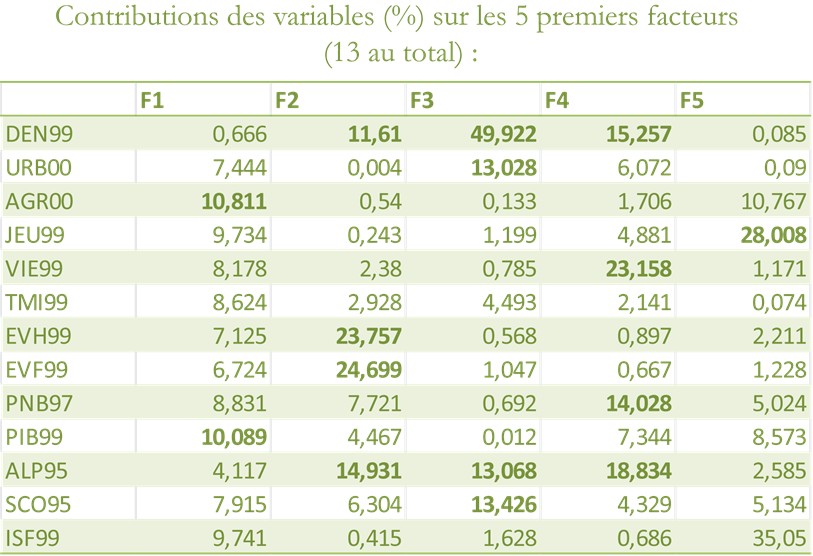 Contributions des variables (%) sur les 5 premiers facteurs
(13 au total) :
F1 F2 F3 F4 F5
DEN99 0,666 11,61 49,922 15,257 0,085
URB00 7,444 0,004 13,028 6,072 0,09
AGR00 10,811 0,54 0,133 1,706 10,767
JEU99 9,734 0,243 1,199 4,881 28,008
VIE99 8,178 2,38 0,785 23,158 1,171
TMI99 8,624 2,928 4,493 2,141 0,074
EVH99 7,125 23,757 0,568 0,897 2,211
EVF99 6,724 24,699 1,047 0,667 1,228
PNB97 8,831 7,721 0,692 14,028 5,024
PIB99 10,089 4,467 0,012 7,344 8,573
ALP95 4,117 14,931 13,068 18,834 2,585
SCO95 7,915 6,304 13,426 4,329 5,134
ISF99 9,741 0,415 1,628 0,686 35,05